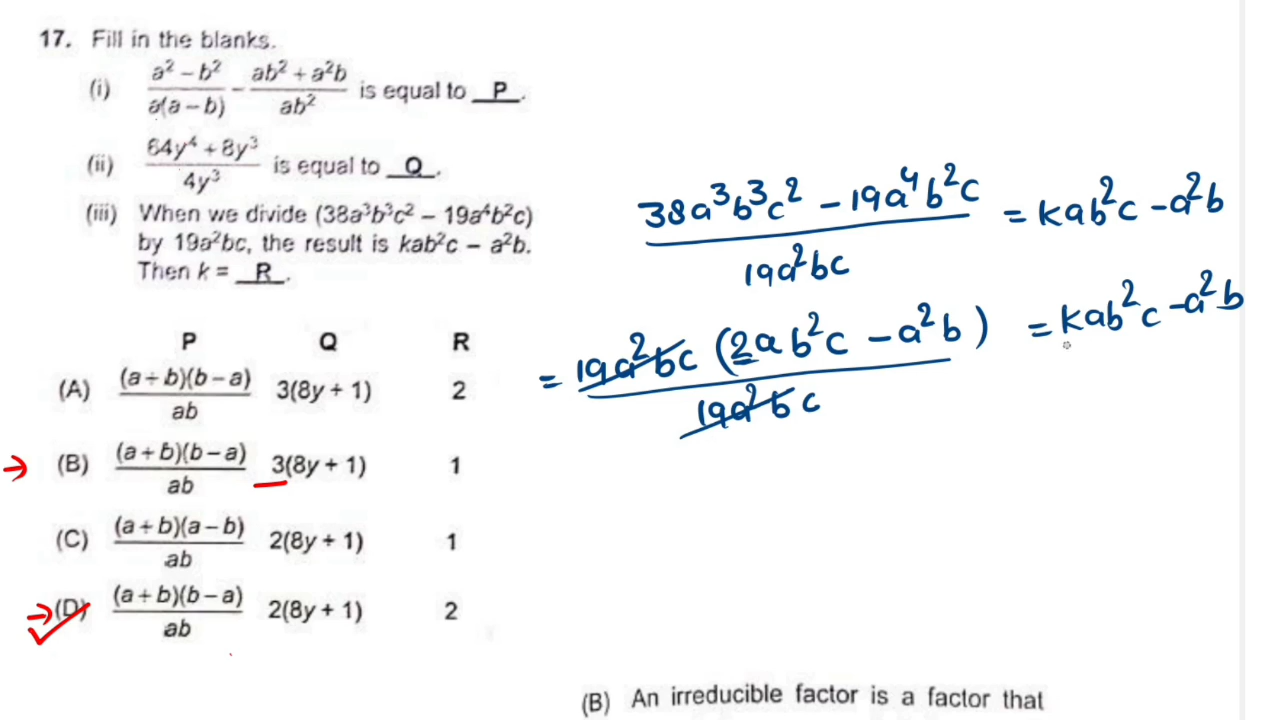 17. Fill in the blanks.
(i) (a² – b²)/(a(a – b)) – (ab² + a²b)/(ab²) is equal to P.
(ii) (64y⁴ + 8y³)/(4y³) is equal to Q.
(iii) When we divide (38a³b³c² – 19a⁴b²c)
by 19a²bc, the result is kab²c – a²b.
Then k = R.
P Q R
(A) (a + b)(b – a)/ab 3(8y + 1) 2
→ (B) (a + b)(b – a)/ab 3(8y + 1) 1
(C) (a + b)(a – b)/ab 2(8y + 1) 1
→ (D) (a + b)(b – a)/ab 2(8y + 1) 2
(38a³b³c² – 19a⁴b²c)/(19a²bc) = kab²c – a²b
= 19a²bc (2ab²c – a²b)/(19a²bc) = kab²c – a²b
(B) An irreducible factor is a factor that